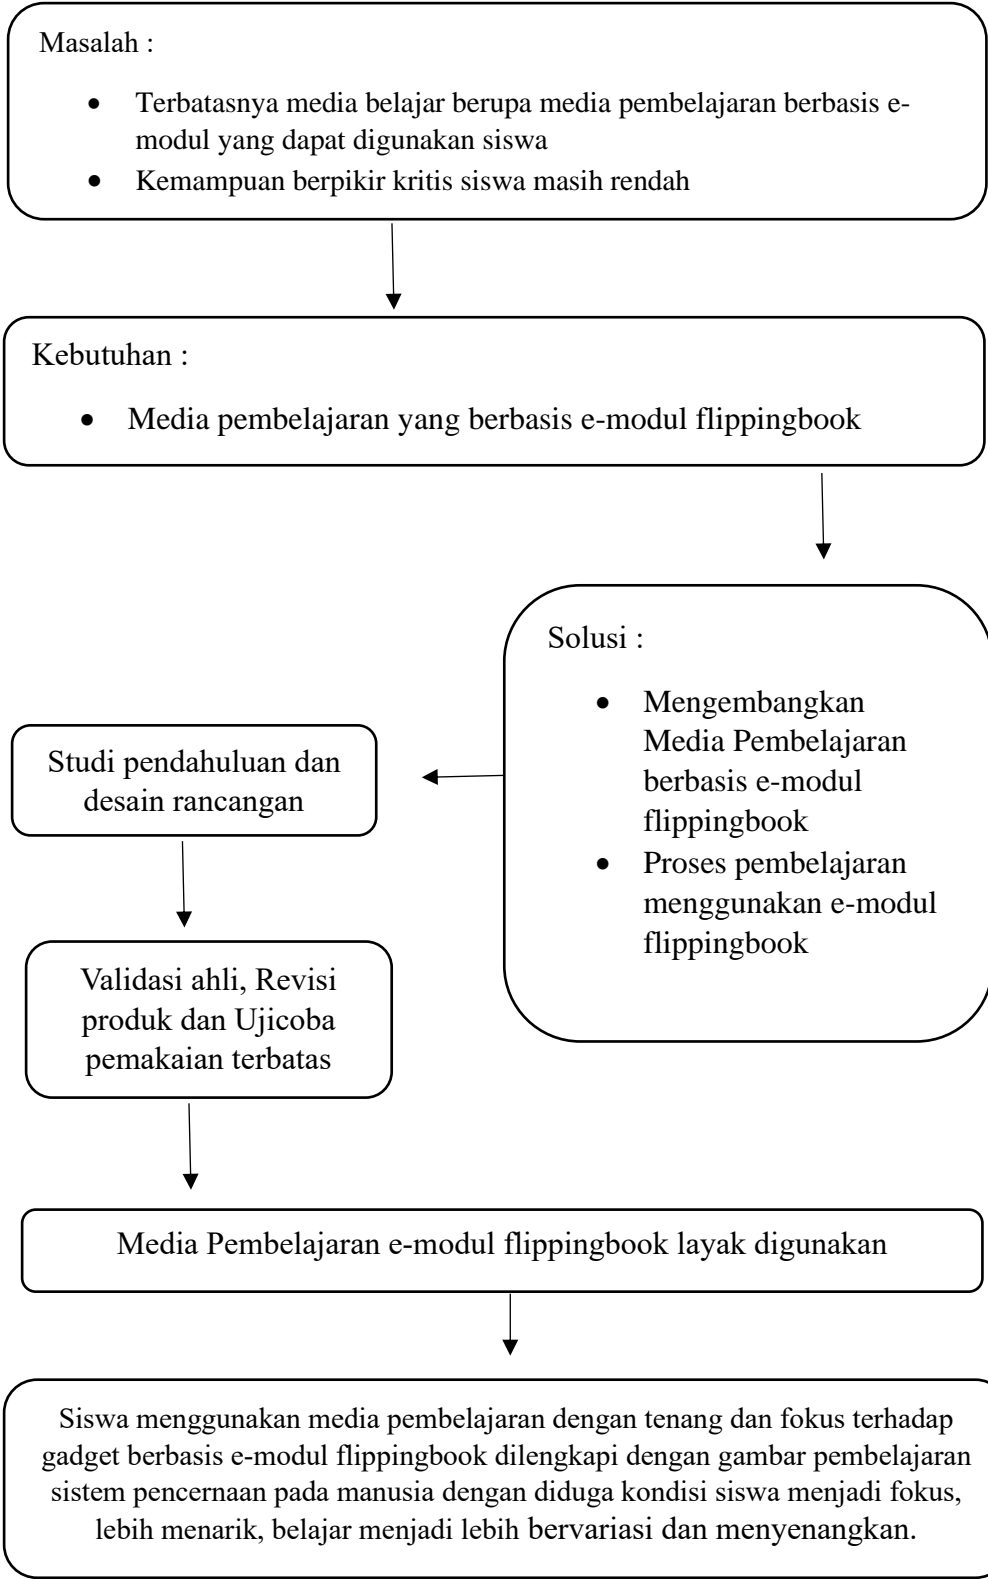 Masalah :
• Terbatasnya media belajar berupa media pembelajaran berbasis e-
modul yang dapat digunakan siswa
• Kemampuan berpikir kritis siswa masih rendah
Kebutuhan :
• Media pembelajaran yang berbasis e-modul flippingbook
Solusi :
• Mengembangkan
Media Pembelajaran
berbasis e-modul
flippingbook
• Proses pembelajaran
menggunakan e-modul
flippingbook
Studi pendahuluan dan
desain rancangan
Validasi ahli, Revisi
produk dan Ujicoba
pemakaian terbatas
Media Pembelajaran e-modul flippingbook layak digunakan
Siswa menggunakan media pembelajaran dengan tenang dan fokus terhadap
gadget berbasis e-modul flippingbook dilengkapi dengan gambar pembelajaran
sistem pencernaan pada manusia dengan diduga kondisi siswa menjadi fokus,
lebih menarik, belajar menjadi lebih bervariasi dan menyenangkan.